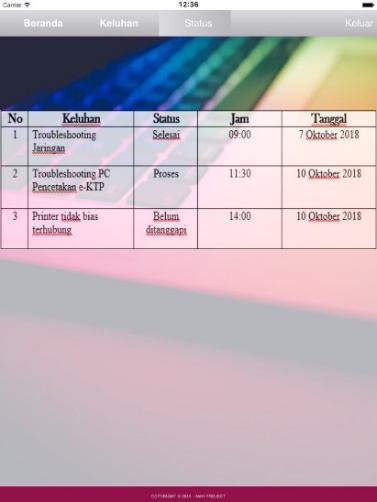 Carrier 12:36
Beranda Keluhan Status Keluar
No Keluhan Status Jam Tanggal
1 Troubleshooting Selesai 09:00 7 Oktober 2018
Jaringan
2 Troubleshooting PC Proses 11:30 10 Oktober 2018
Pencetakan e-KTP
3 Printer tidak bias Belum 14:00 10 Oktober 2018
terhubung ditanggapi
COPYRIGHT PROJECT